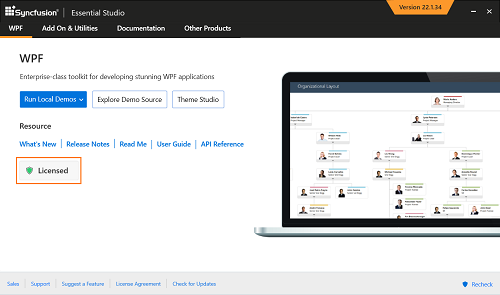 Syncfusion® Essential Studio
Version 22.1.34
WPF Add On & Utilities Documentation Other Products
WPF
Enterprise-class toolkit for developing stunning WPF applications
Run Local Demos Explore Demo Source Theme Studio
Resource
What's New Release Notes Read Me User Guide API Reference
Licensed
Organizational Layout
Sales Support Suggest a Feature License Agreement Check for Updates Recheck